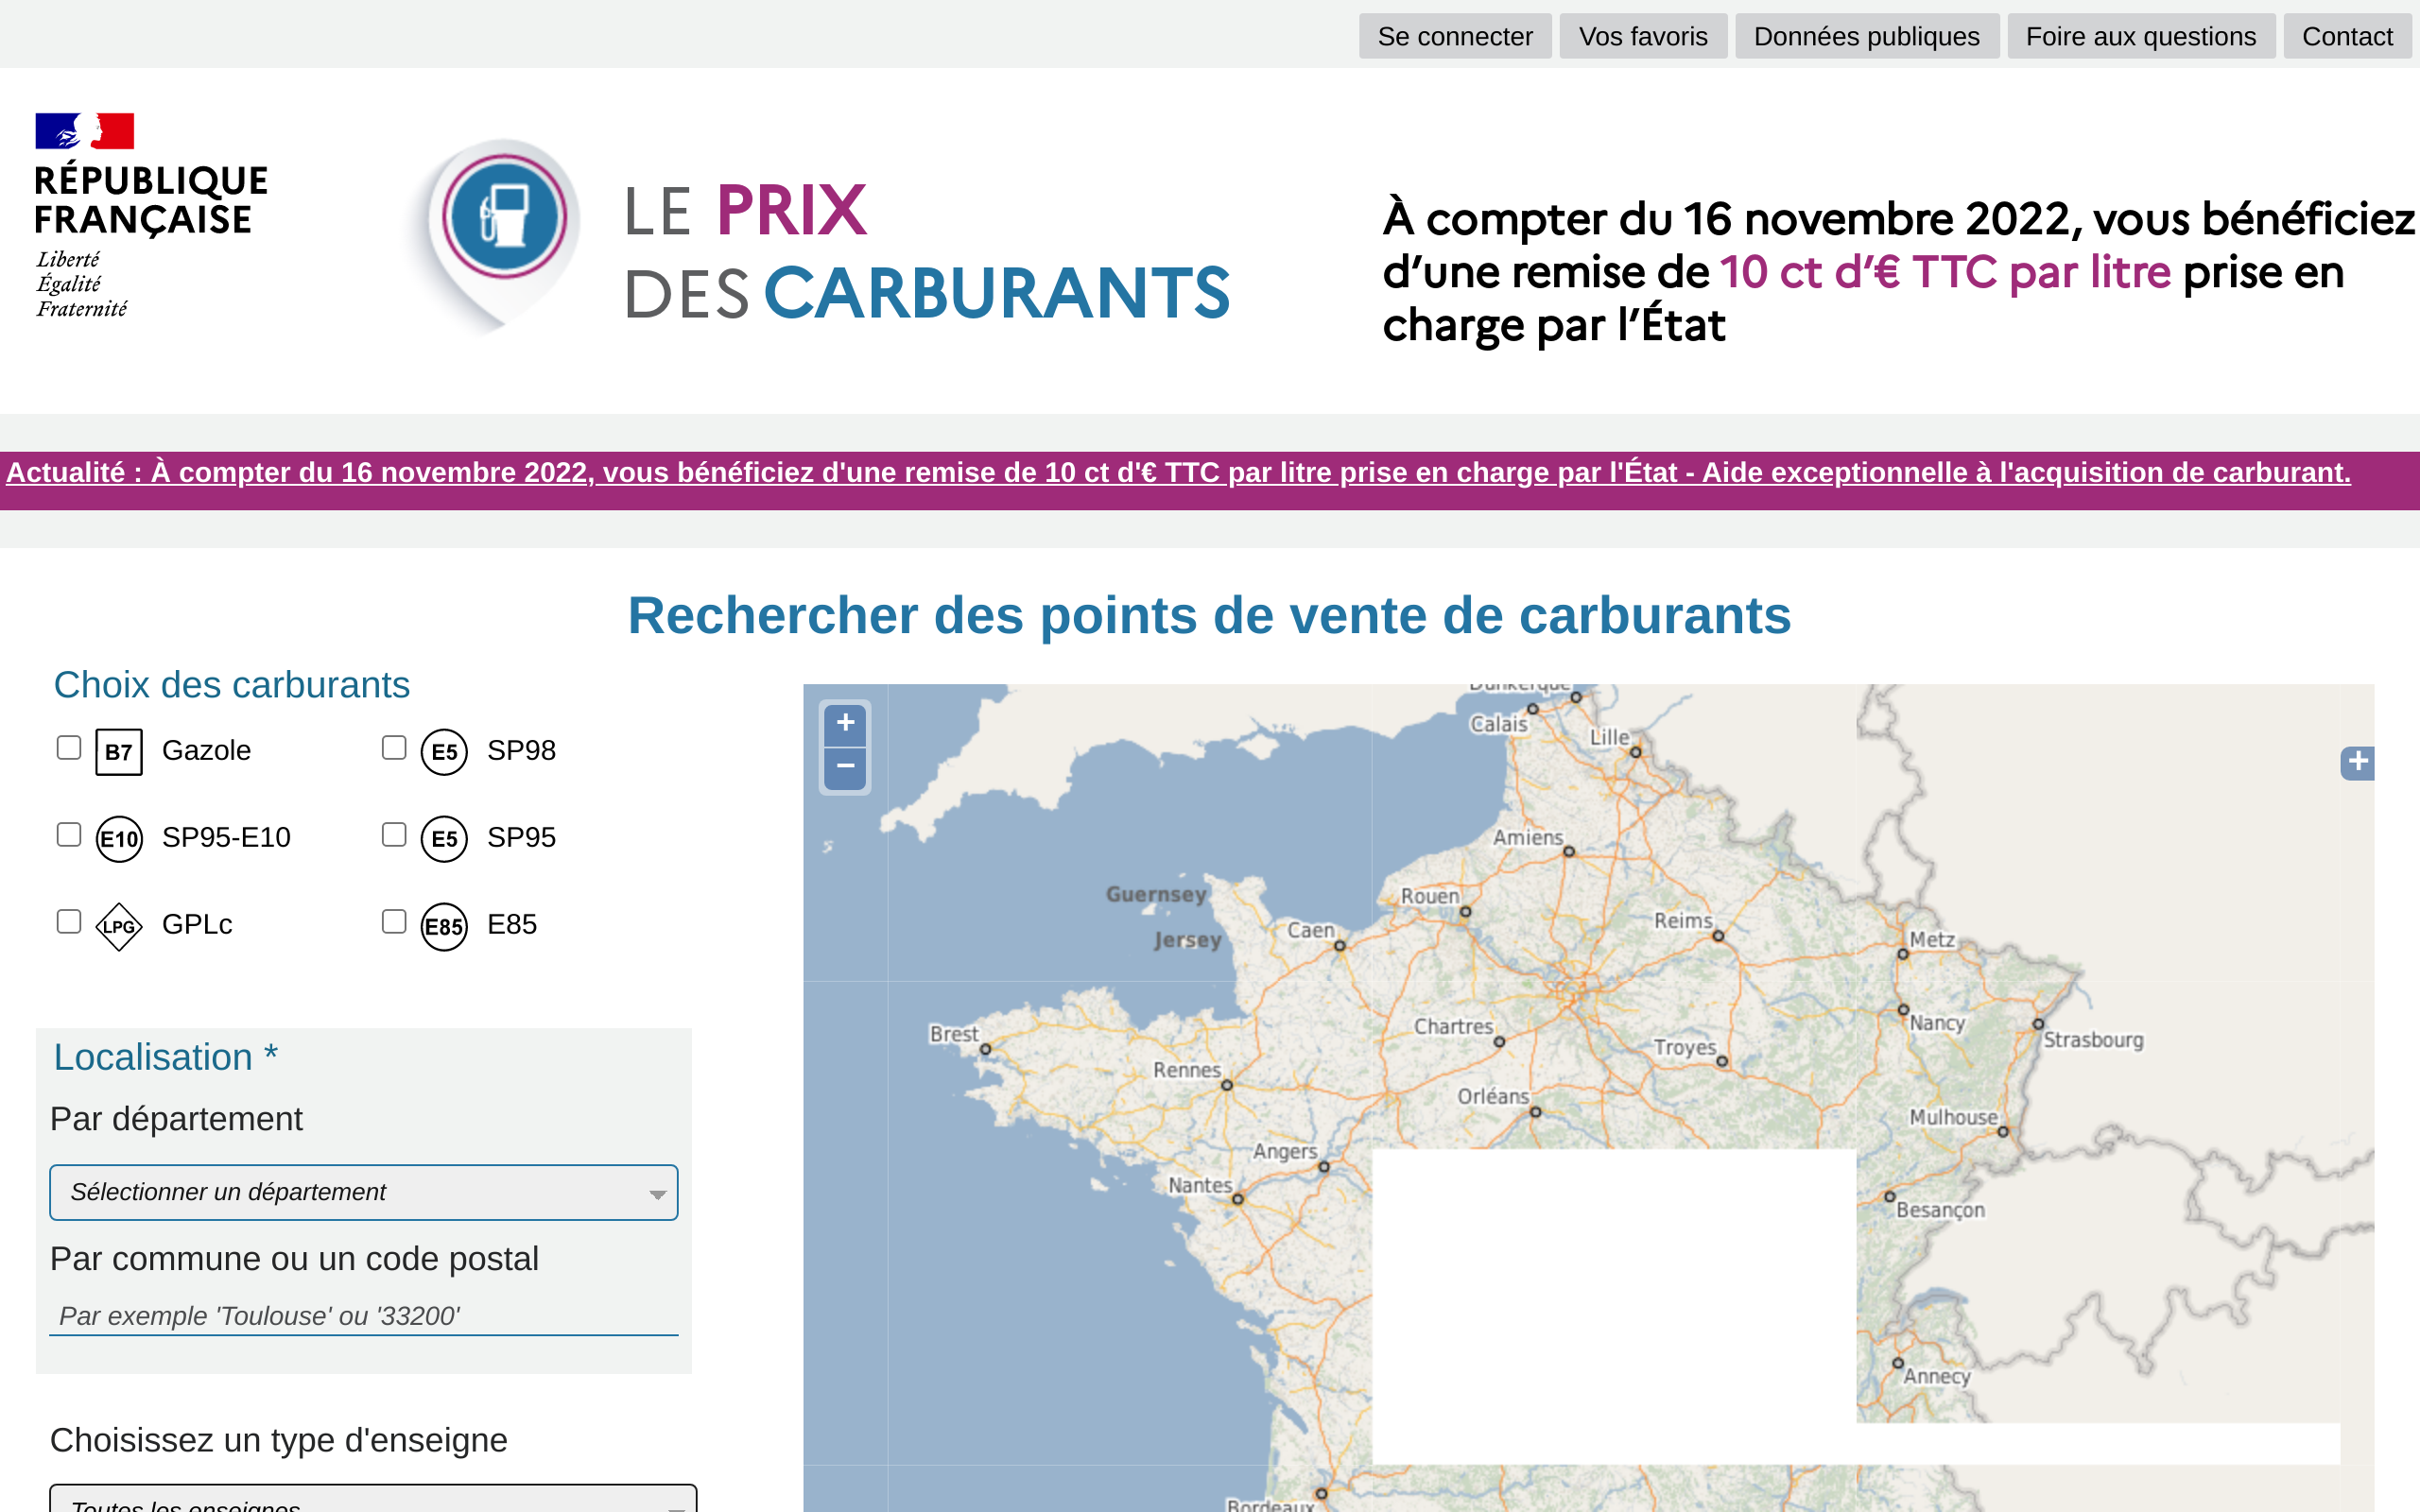 Se connecter
Vos favoris
Données publiques
Foire aux questions
Contact
RÉPUBLIQUE
FRANÇAISE
Liberté
Égalité
Fraternité
LE PRIX
DES CARBURANTS
À compter du 16 novembre 2022, vous bénéficiez
d'une remise de 10 ct d'€ TTC par litre prise en
charge par l'État
Actualité : À compter du 16 novembre 2022, vous bénéficiez d'une remise de 10 ct d'€ TTC par litre prise en charge par l'État - Aide exceptionnelle à l'acquisition de carburant.
Rechercher des points de vente de carburants
Choix des carburants
B7 Gazole
E5 SP98
E10 SP95-E10
E5 SP95
LPG GPLc
E85 E85
Localisation *
Par département
Sélectionner un département
Par commune ou un code postal
Par exemple 'Toulouse' ou '33200'
Choisissez un type d'enseigne
Toutes les enseignes
+
−
+
Dunkerque
Calais
Lille
Amiens
Guernsey
Rouen
Jersey
Caen
Reims
Metz
Brest
Chartres
Nancy
Strasbourg
Rennes
Troyes
Orléans
Mulhouse
Angers
Nantes
Besançon
Annecy
Bordeaux